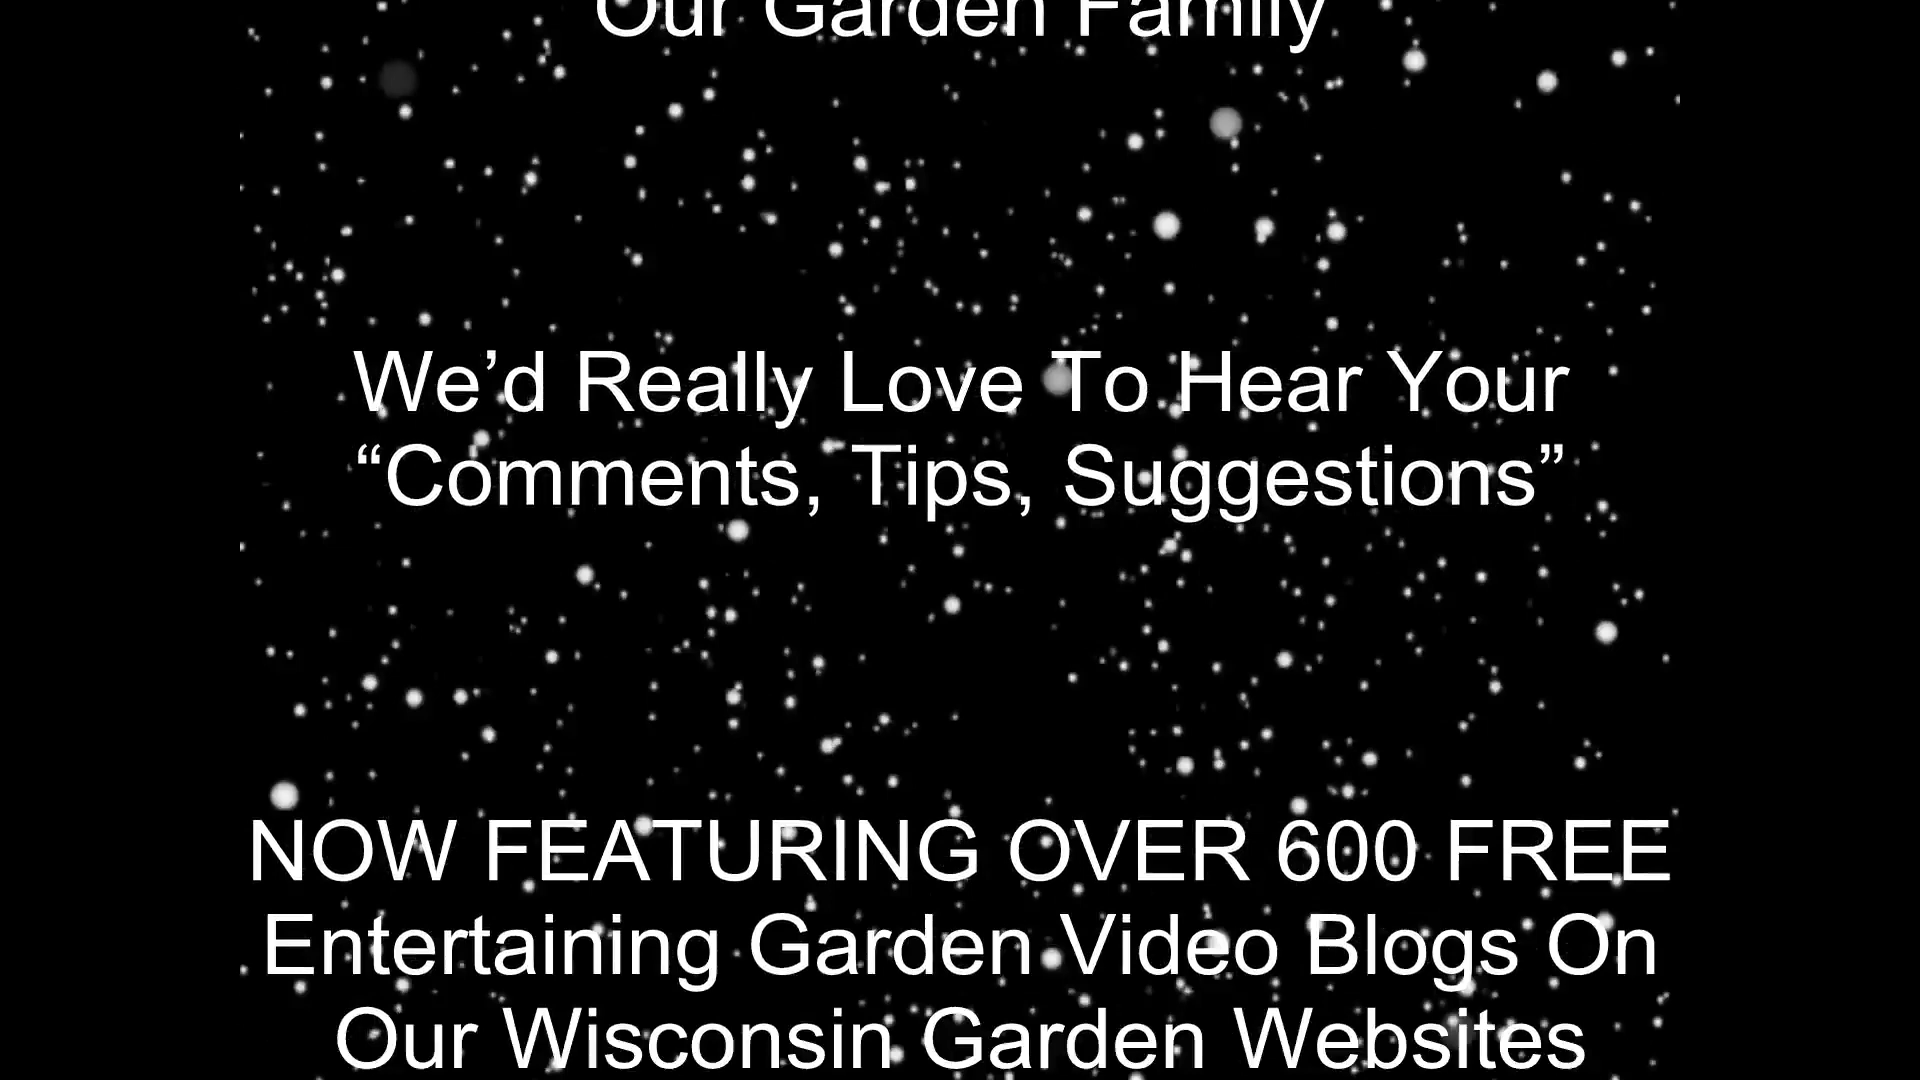 Our Garden Family
We’d Really Love To Hear Your
“Comments, Tips, Suggestions”
NOW FEATURING OVER 600 FREE
Entertaining Garden Video Blogs On
Our Wisconsin Garden Websites